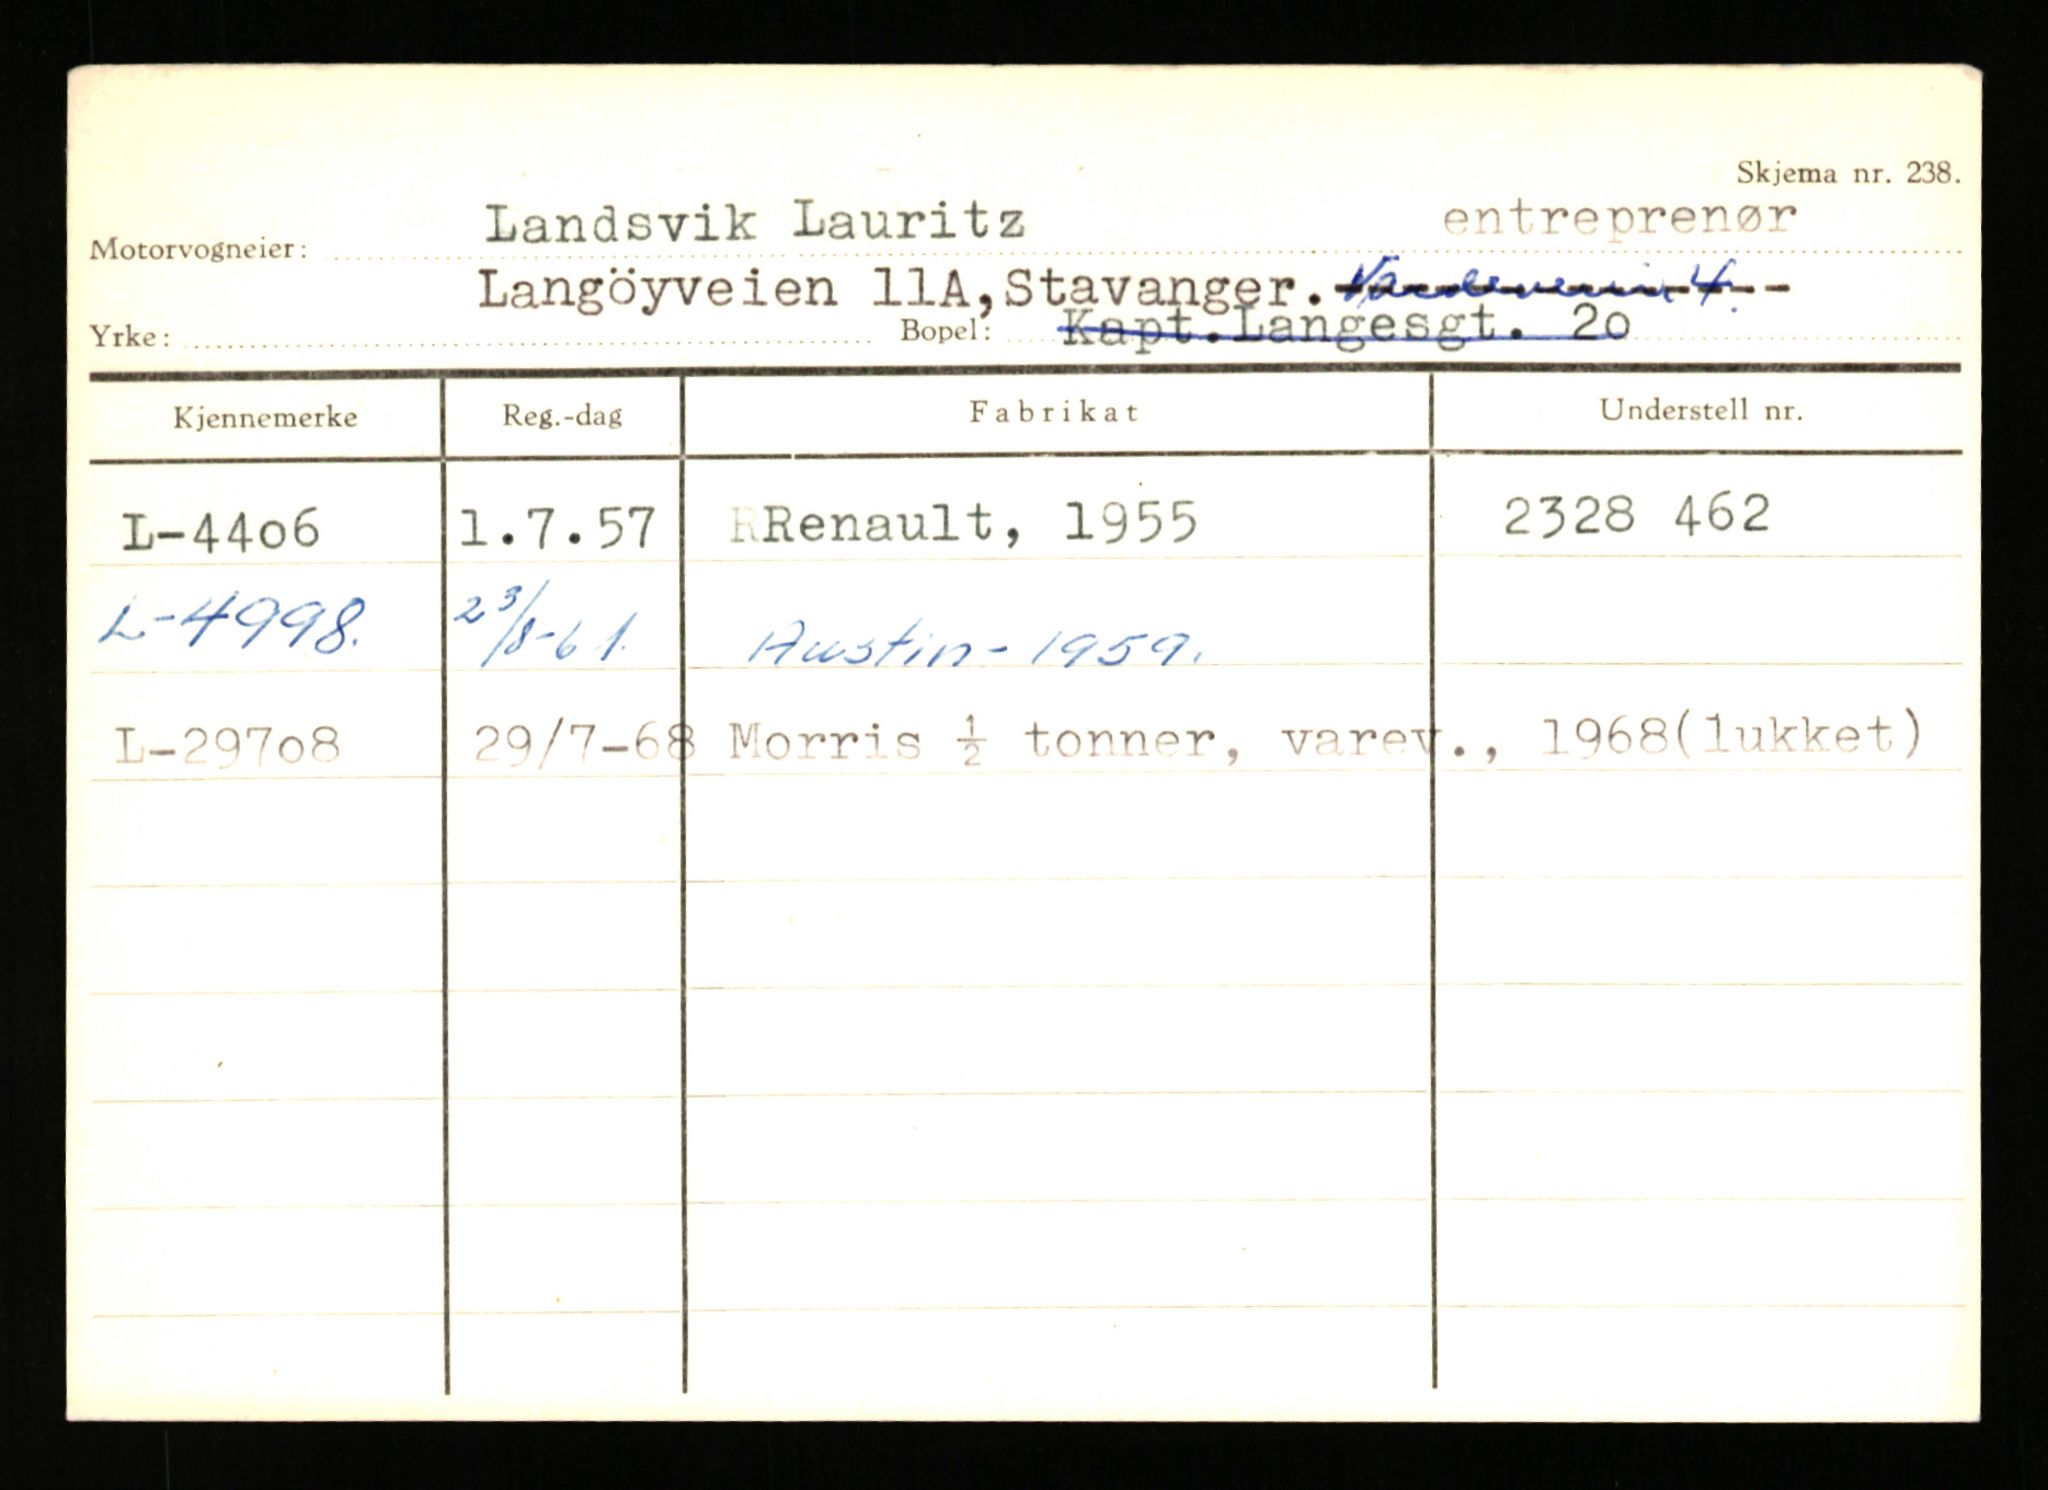 Skjema nr. 238.
Motorvogneier: Landsvik Lauritz entreprenør
Langöyveien 11A,Stavanger. 4.
Yrke: Bopel: Kapt.Langesgt. 20
Kjennemerke Reg.-dag Fabrikat Understell nr.
L-44o6 1.7.57 RRenault, 1955 2328 462
L-4998. 23/8-61. Austin-1959.
L-297o8 29/7-68 Morris ½ tonner, varev., 1968(lukket)